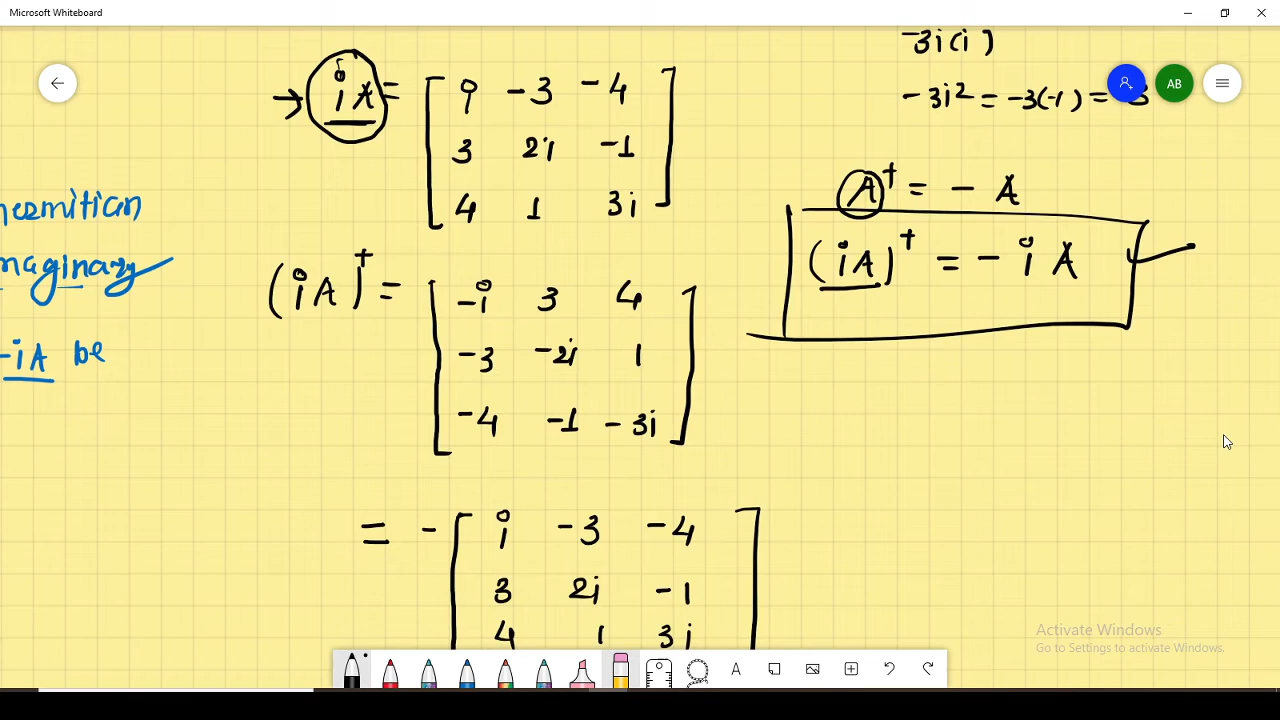 Microsoft Whiteboard
-3i(i)
AB
-3i² = -3(-1) = 3
→ iA = [ i -3 -4
3 2i -1
4 1 3i ]
A† = - A
(iA)† = - i A
hermitian
maginary
-iA be
(iA)† = [ -i 3 4
-3 -2i 1
-4 -1 -3i ]
= - [ i -3 -4
3 2i -1
4 1 3i ]
Activate Windows
Go to Settings to activate Windows.
A